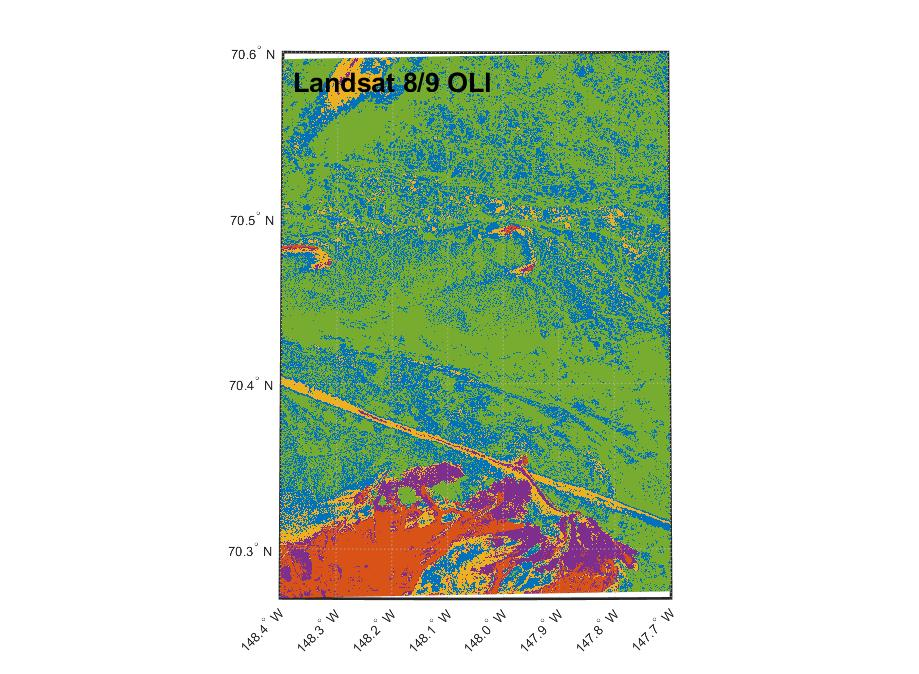 Landsat 8/9 OLI
70.6° N
70.5° N
70.4° N
70.3° N
148.4° W
148.3° W
148.2° W
148.1° W
148.0° W
147.9° W
147.8° W
147.7° W